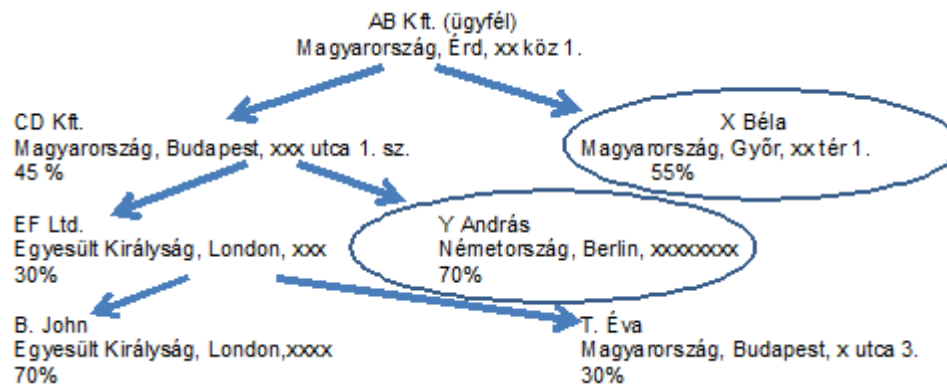 AB Kft. (ügyfél)
Magyarország, Érd, xx köz 1.
CD Kft.
Magyarország, Budapest, xxx utca 1. sz.
45 %
X Béla
Magyarország, Győr, xx tér 1.
55%
EF Ltd.
Egyesült Királyság, London, xxx
30%
Y András
Németország, Berlin, xxxxxxxx
70%
B. John
Egyesült Királyság, London,xxxx
70%
T. Éva
Magyarország, Budapest, x utca 3.
30%